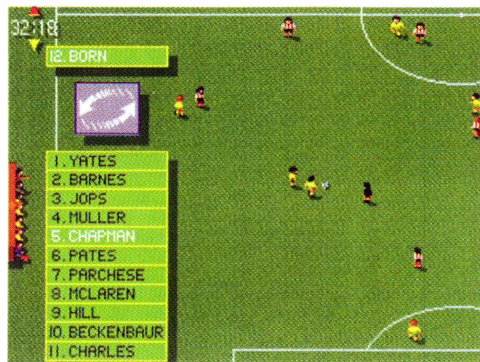 32:18
12. BORN
1. YATES
2. BARNES
3. JOPS
4. MULLER
5. CHAPMAN
6. PATES
7. PARCHESE
8. MCLAREN
9. HILL
10. BECKENBAUR
11. CHARLES